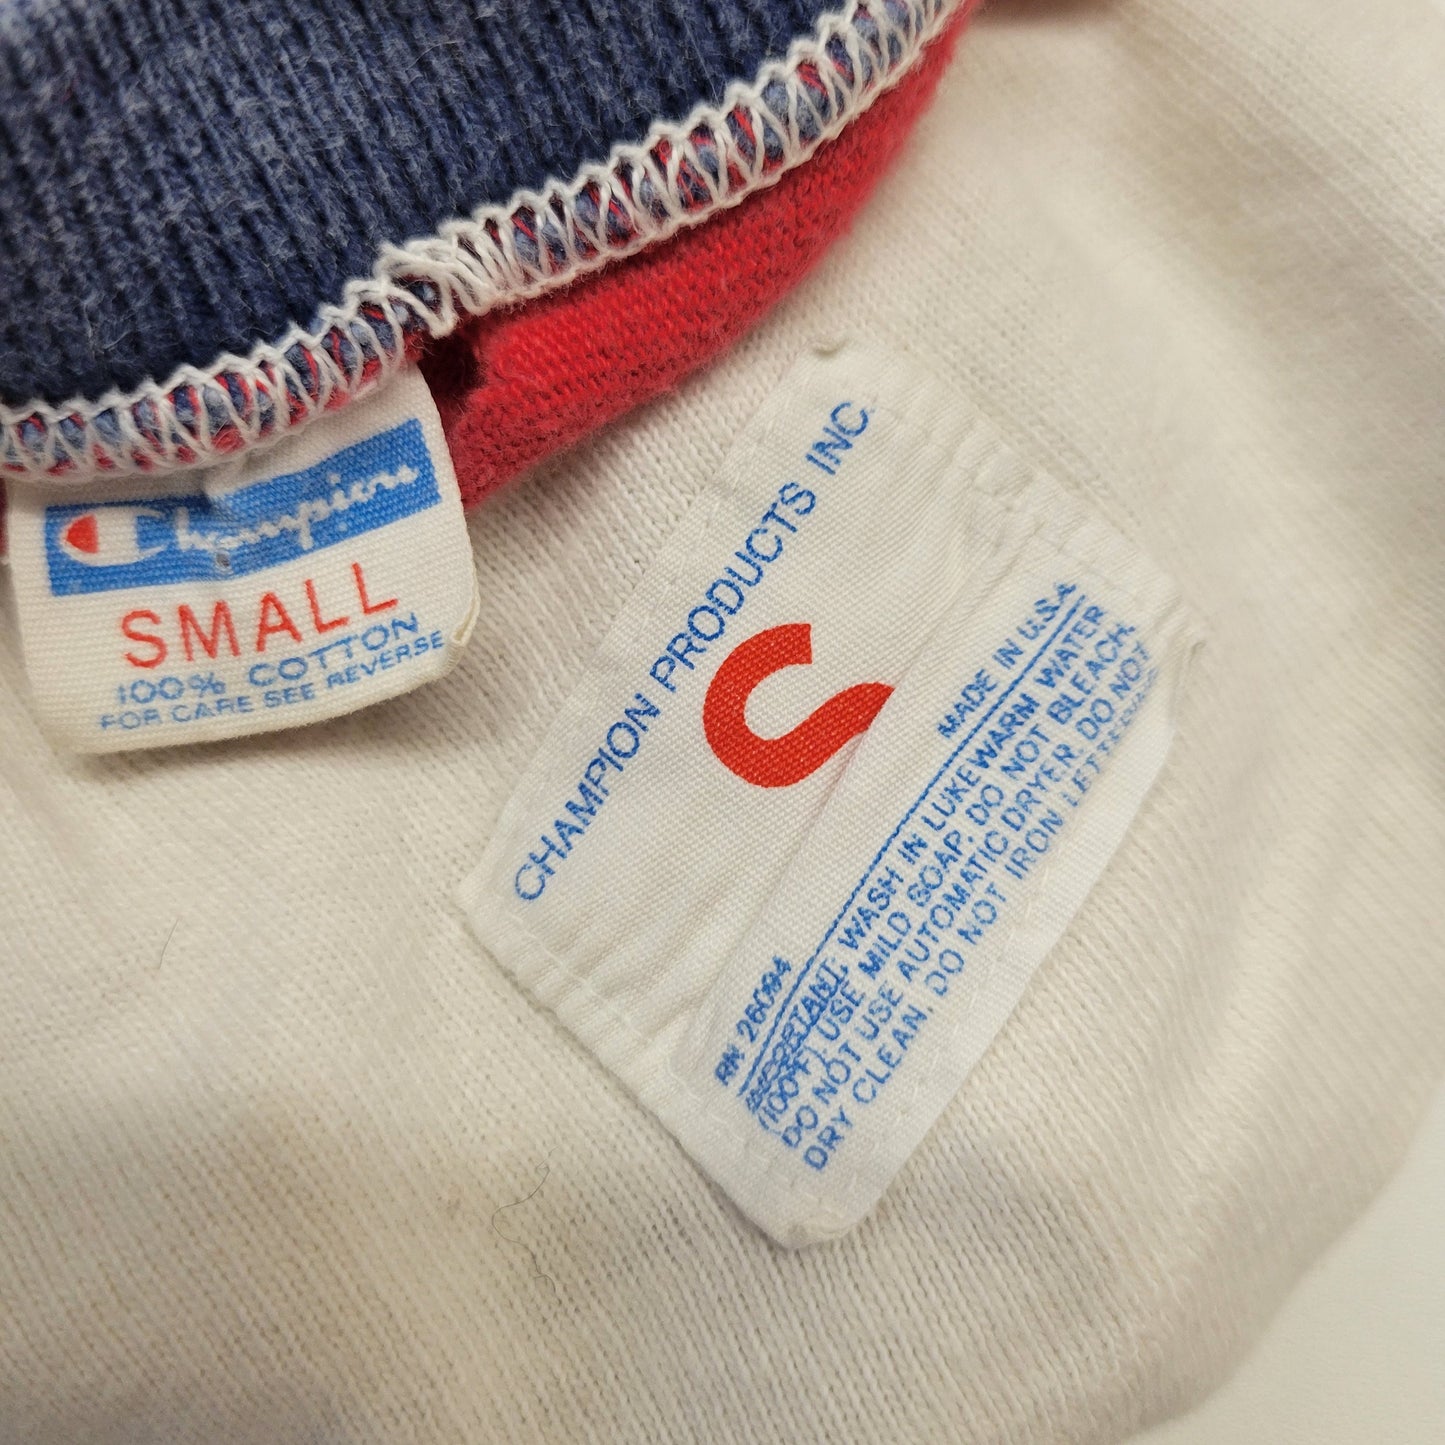 Champion
SMALL
100% COTTON
FOR CARE SEE REVERSE
CHAMPION PRODUCTS INC.
S
RN 26094 MADE IN U.S.A.
IMPORTANT: WASH IN LUKEWARM WATER
(100°F) USE MILD SOAP. DO NOT BLEACH.
DO NOT USE AUTOMATIC DRYER. DO NOT
DRY CLEAN. DO NOT IRON